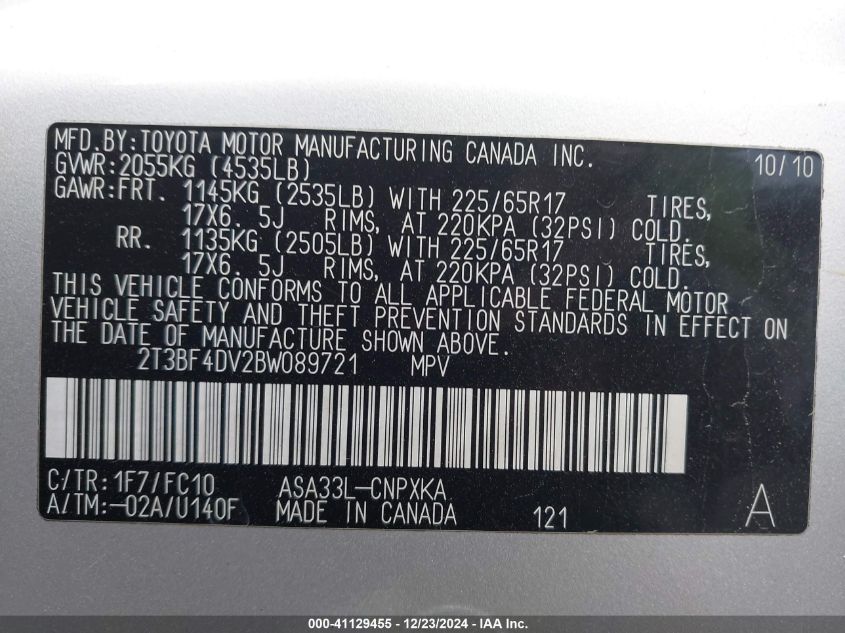 MFD.BY:TOYOTA MOTOR MANUFACTURING CANADA INC. 10/10
GVWR:2055KG (4535LB)
GAWR:FRT. 1145KG (2535LB) WITH 225/65R17 TIRES,
17X6.5J RIMS, AT 220KPA (32PSI) COLD.
RR. 1135KG (2505LB) WITH 225/65R17 TIRES,
17X6.5J RIMS, AT 220KPA (32PSI) COLD.
THIS VEHICLE CONFORMS TO ALL APPLICABLE FEDERAL MOTOR
VEHICLE SAFETY AND THEFT PREVENTION STANDARDS IN EFFECT ON
THE DATE OF MANUFACTURE SHOWN ABOVE.
2T3BF4DV2BW089721 MPV
C/TR:1F7/FC10 ASA33L-CNPXKA
A/TM:-02A/U140F MADE IN CANADA 121 A
000-41129455 - 12/23/2024 - IAA Inc.